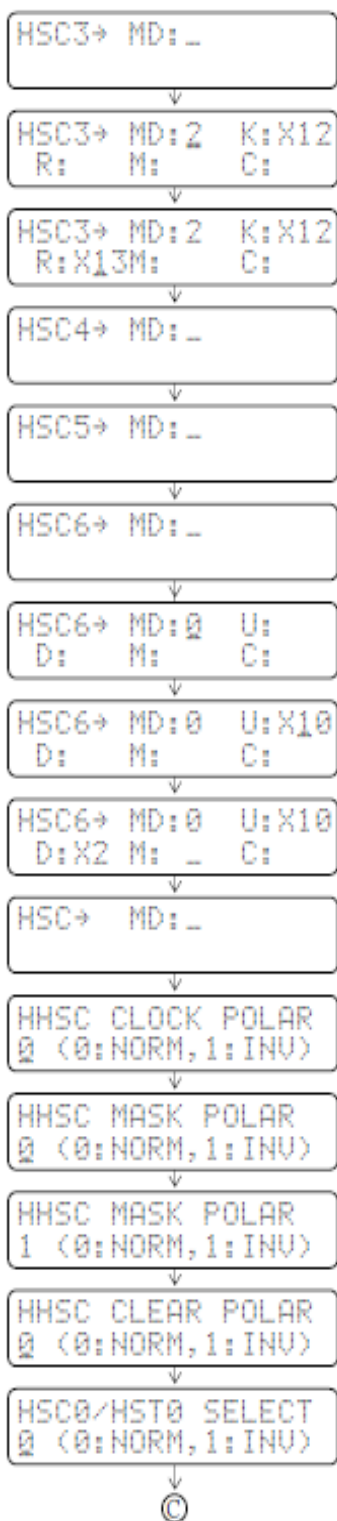 HSC3→ MD:_
HSC3→ MD:2 K:X12
R: M: C:
HSC3→ MD:2 K:X12
R:X13M: C:
HSC4→ MD:_
HSC5→ MD:_
HSC6→ MD:_
HSC6→ MD:0 U:
D: M: C:
HSC6→ MD:0 U:X10
D: M: C:
HSC6→ MD:0 U:X10
D:X2 M: _ C:
HSC→ MD:_
HHSC CLOCK POLAR
0 (0:NORM,1:INV)
HHSC MASK POLAR
0 (0:NORM,1:INV)
HHSC MASK POLAR
1 (0:NORM,1:INV)
HHSC CLEAR POLAR
0 (0:NORM,1:INV)
HSC0/HST0 SELECT
0 (0:NORM,1:INV)
Ⓒ